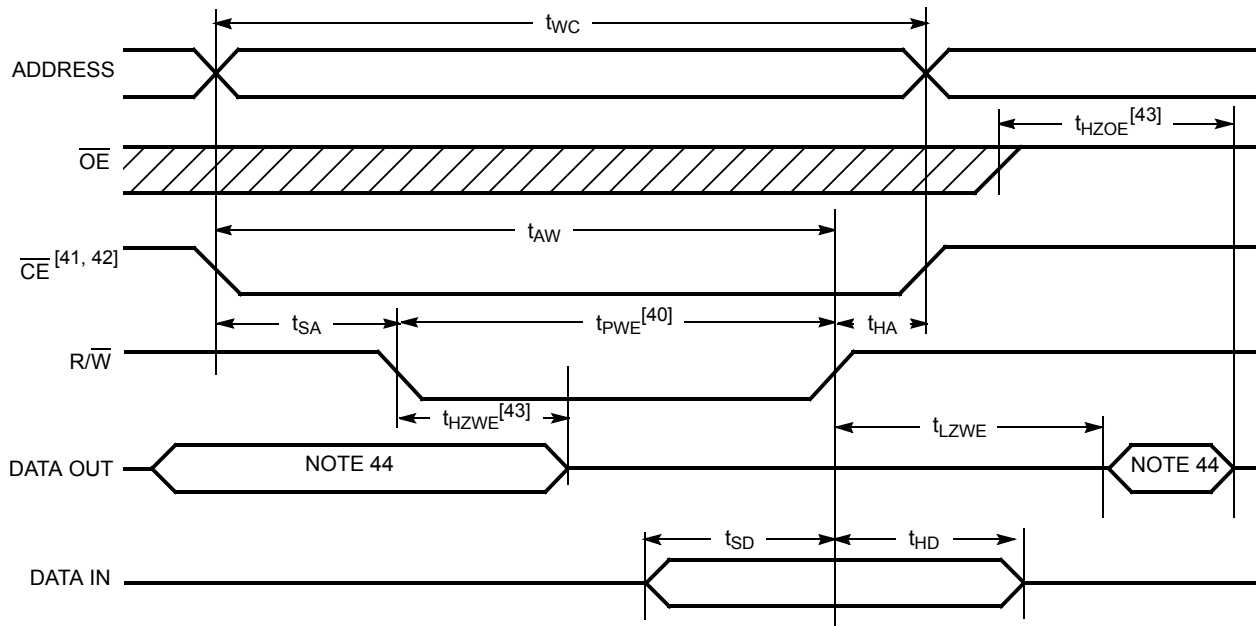 tWC
ADDRESS
tHZOE[43]
OE
tAW
CE [41, 42]
tSA
tPWE[40]
tHA
R/W
tHZWE[43]
tLZWE
DATA OUT
NOTE 44
NOTE 44
tSD
tHD
DATA IN